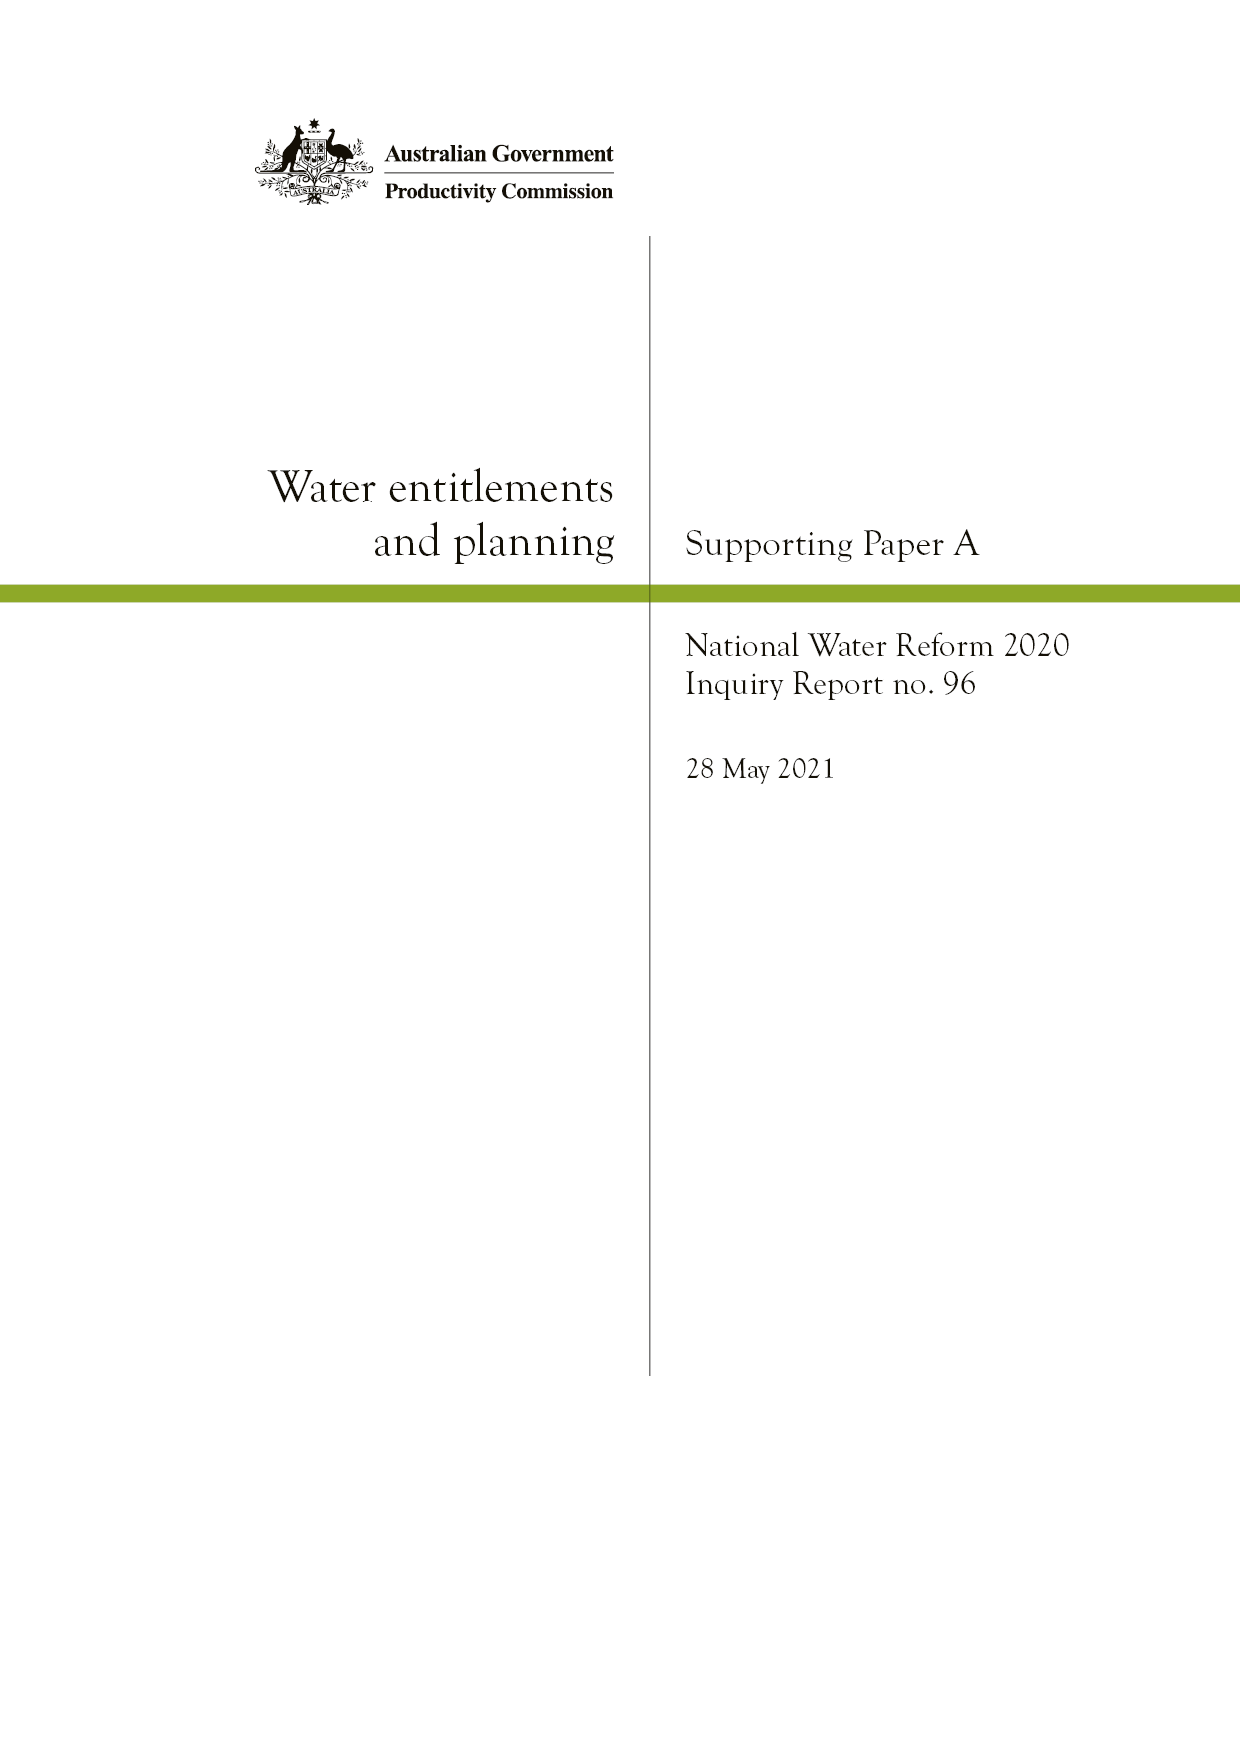 AUSTRALIA
Australian Government
Productivity Commission
Water entitlements
and planning
Supporting Paper A
National Water Reform 2020
Inquiry Report no. 96
28 May 2021